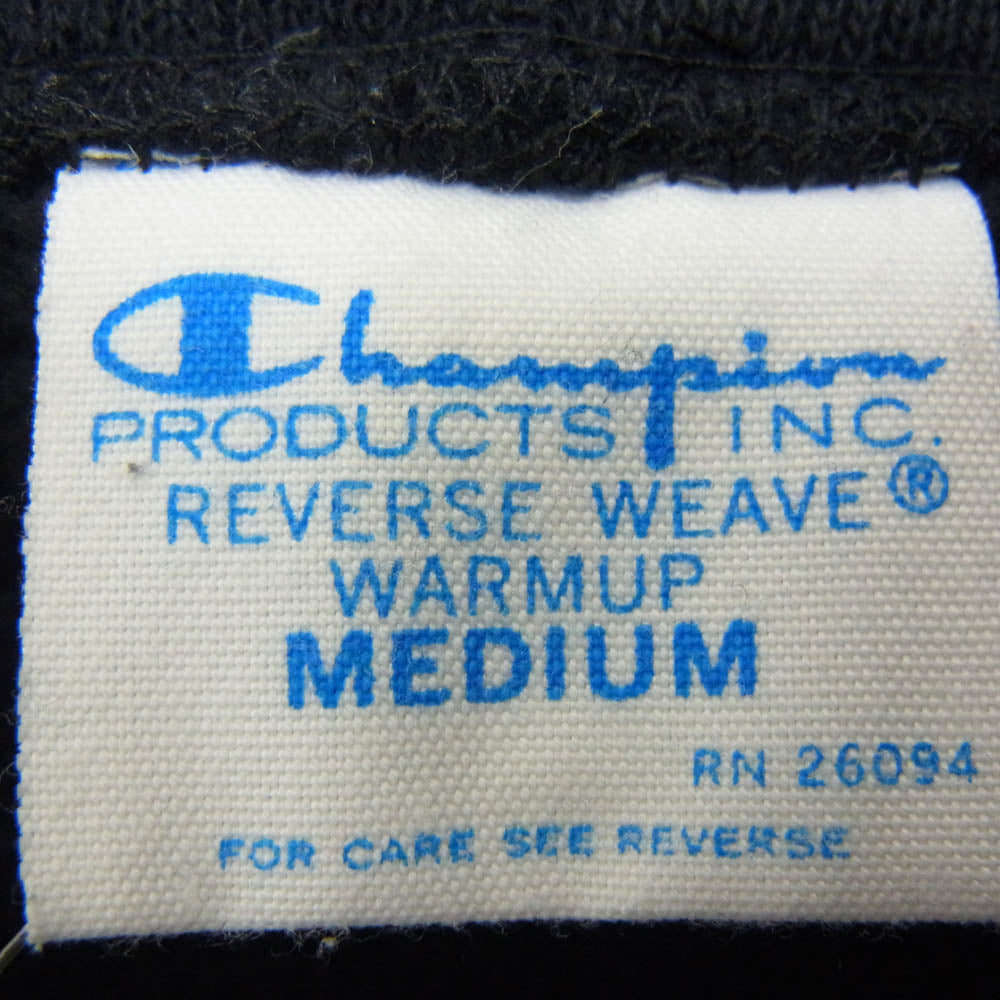 Champion
PRODUCTS INC.
REVERSE WEAVE®
WARMUP
MEDIUM
RN 26094
FOR CARE SEE REVERSE